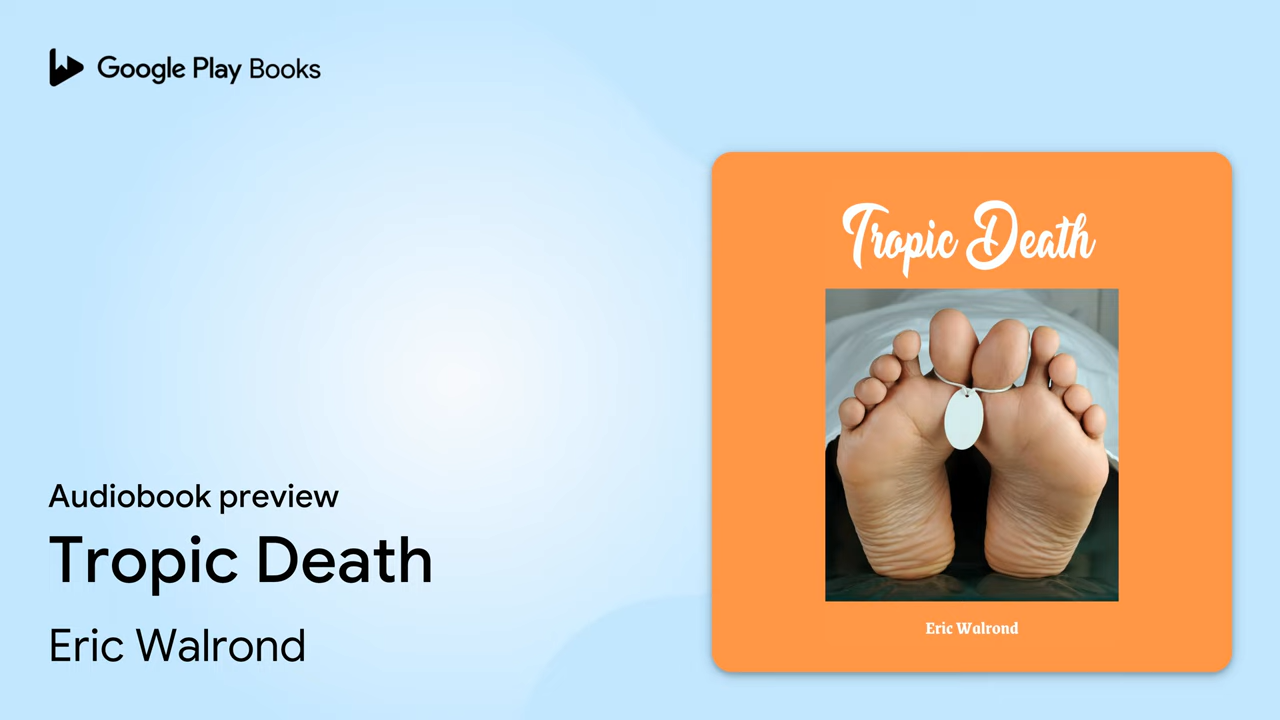 Google Play Books
Audiobook preview
Tropic Death
Eric Walrond
Tropic Death
Eric Walrond